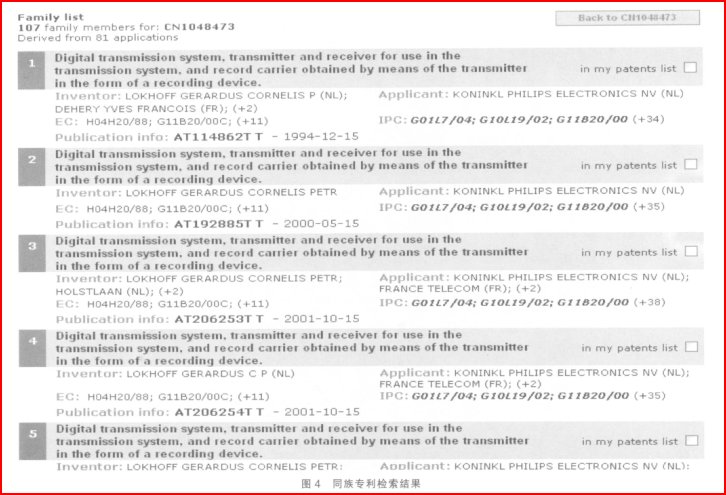 Family list
107 family members for: CN1048473
Derived from 81 applications
Back to CN1048473
1
Digital transmission system, transmitter and receiver for use in the
transmission system, and record carrier obtained by means of the transmitter
in the form of a recording device.
in my patents list
Inventor: LOKHOFF GERARDUS CORNELIS P (NL);
DEHERY YVES FRANCOIS (FR); (+2)
Applicant: KONINKL PHILIPS ELECTRONICS NV (NL)
EC: H04H20/88; G11B20/00C; (+11)
IPC: G01L7/04; G10L19/02; G11B20/00 (+34)
Publication info: AT114862T T - 1994-12-15
2
Digital transmission system, transmitter and receiver for use in the
transmission system, and record carrier obtained by means of the transmitter
in the form of a recording device.
in my patents list
Inventor: LOKHOFF GERARDUS CORNELIS PETR
Applicant: KONINKL PHILIPS ELECTRONICS NV (NL)
EC: H04H20/88; G11B20/00C; (+11)
IPC: G01L7/04; G10L19/02; G11B20/00 (+35)
Publication info: AT192885T T - 2000-05-15
3
Digital transmission system, transmitter and receiver for use in the
transmission system, and record carrier obtained by means of the transmitter
in the form of a recording device.
in my patents list
Inventor: LOKHOFF GERARDUS CORNELIS PETR;
HOLSTLAAN (NL); (+2)
Applicant: KONINKL PHILIPS ELECTRONICS NV (NL);
FRANCE TELECOM (FR); (+2)
EC: H04H20/88; G11B20/00C; (+11)
IPC: G01L7/04; G10L19/02; G11B20/00 (+38)
Publication info: AT206253T T - 2001-10-15
4
Digital transmission system, transmitter and receiver for use in the
transmission system, and record carrier obtained by means of the transmitter
in the form of a recording device.
in my patents list
Inventor: LOKHOFF GERARDUS C P (NL)
Applicant: KONINKL PHILIPS ELECTRONICS NV (NL);
FRANCE TELECOM (FR); (+2)
EC: H04H20/88; G11B20/00C; (+11)
IPC: G01L7/04; G10L19/02; G11B20/00 (+35)
Publication info: AT206254T T - 2001-10-15
5
Digital transmission system, transmitter and receiver for use in the
transmission system, and record carrier obtained by means of the transmitter
in the form of a recording device.
in my patents list
Inventor: LOKHOFF GERARDUS CORNELIS PETR;
Applicant: KONINKL PHILIPS ELECTRONICS NV (NL);
图 4 同族专利检索结果